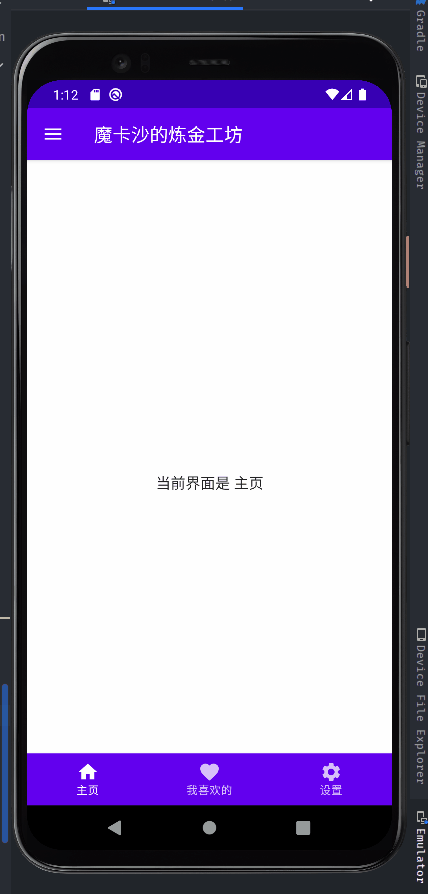 n
Gradle
Device Manager
1:12
魔卡沙的炼金工坊
当前界面是 主页
主页
我喜欢的
设置
Device File Explorer
Emulator